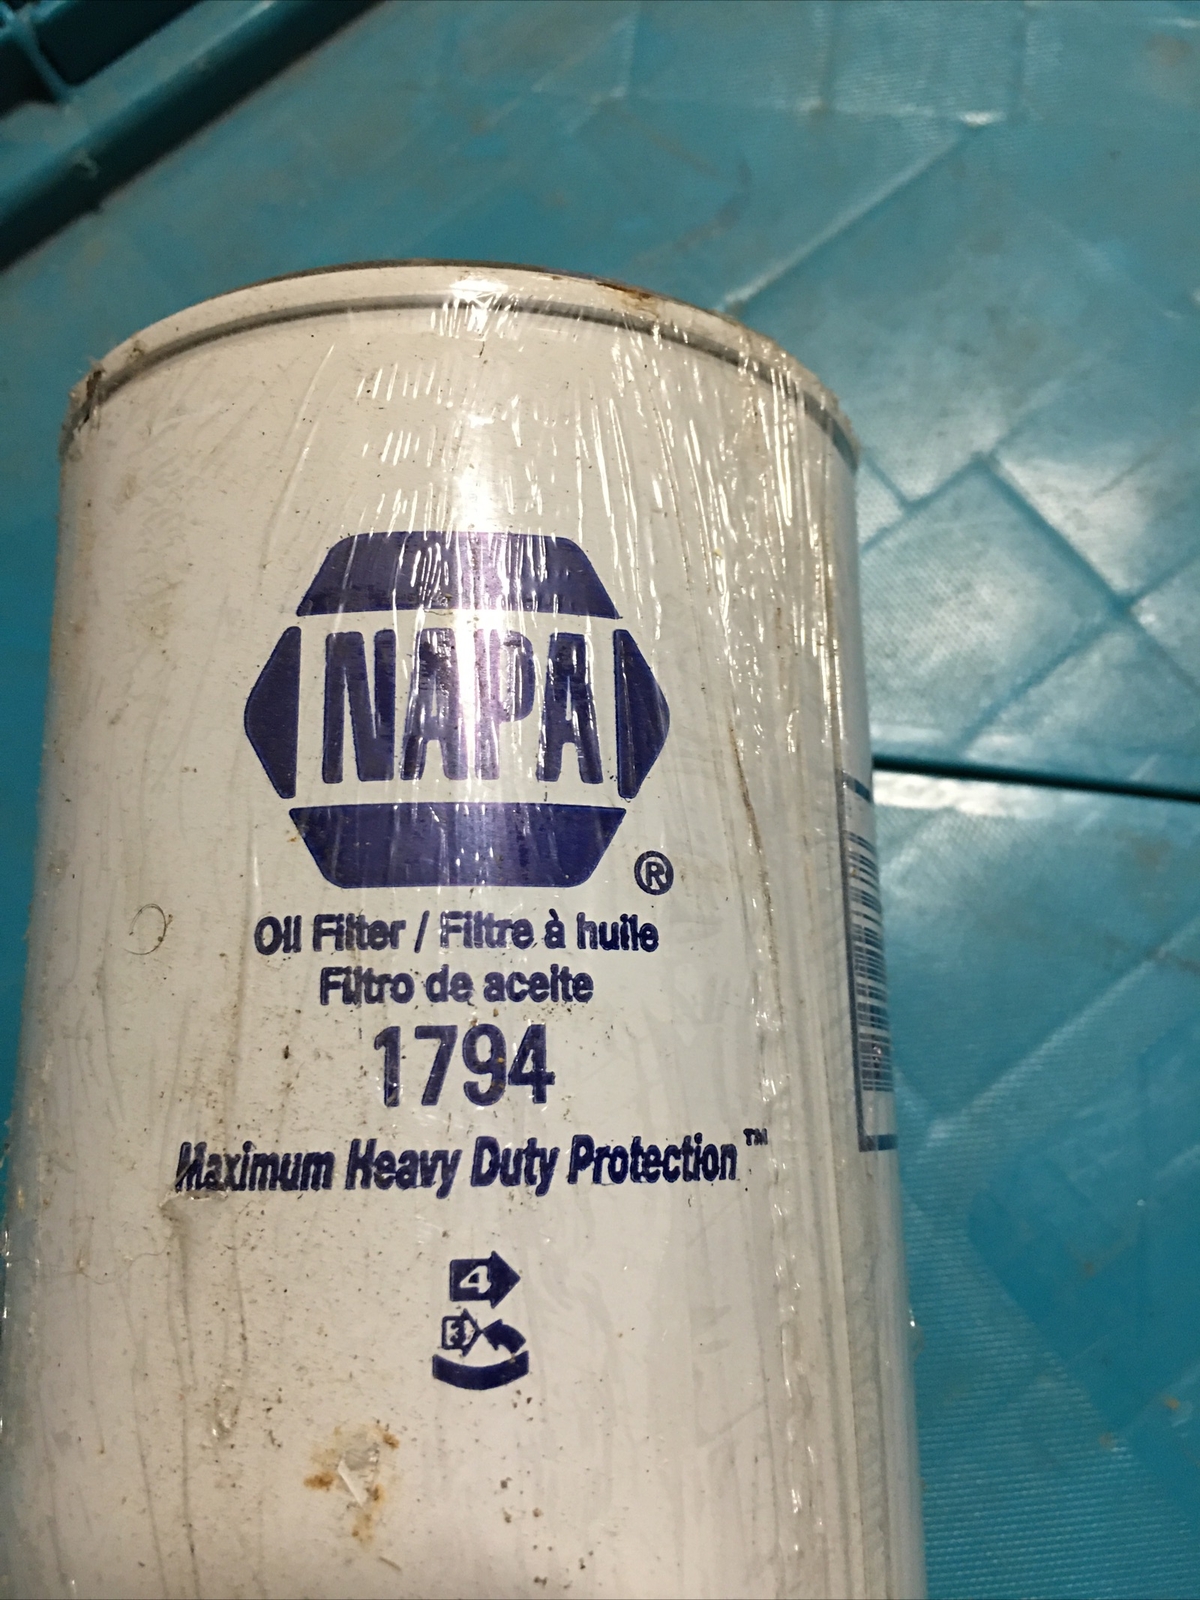 NAPA
®
Oil Filter / Filtre à huile
Filtro de aceite
1794
Maximum Heavy Duty Protection™
4
3